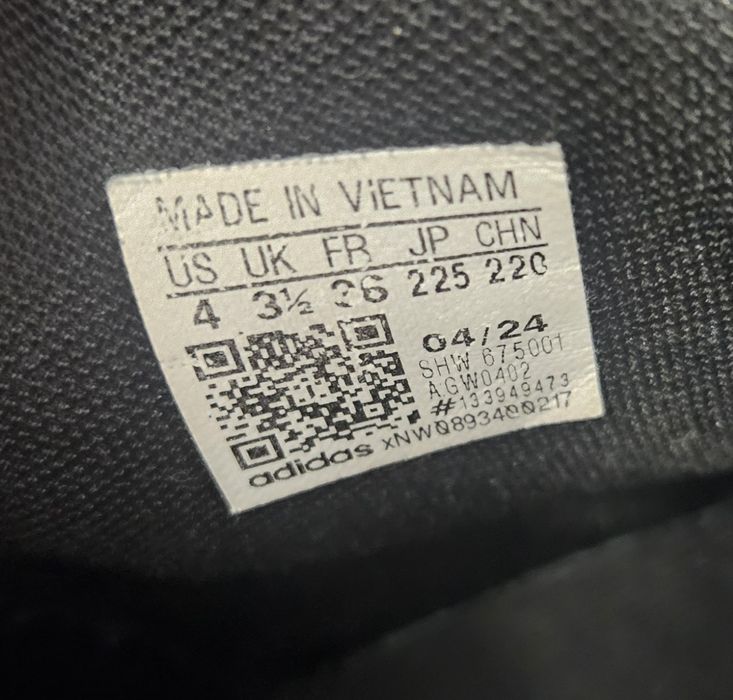 MADE IN VIETNAM
US UK FR JP CHN
4 3½ 36 225 220
04/24
SHW 675001
AGW0402
#133949473
adidas xNW0893400217